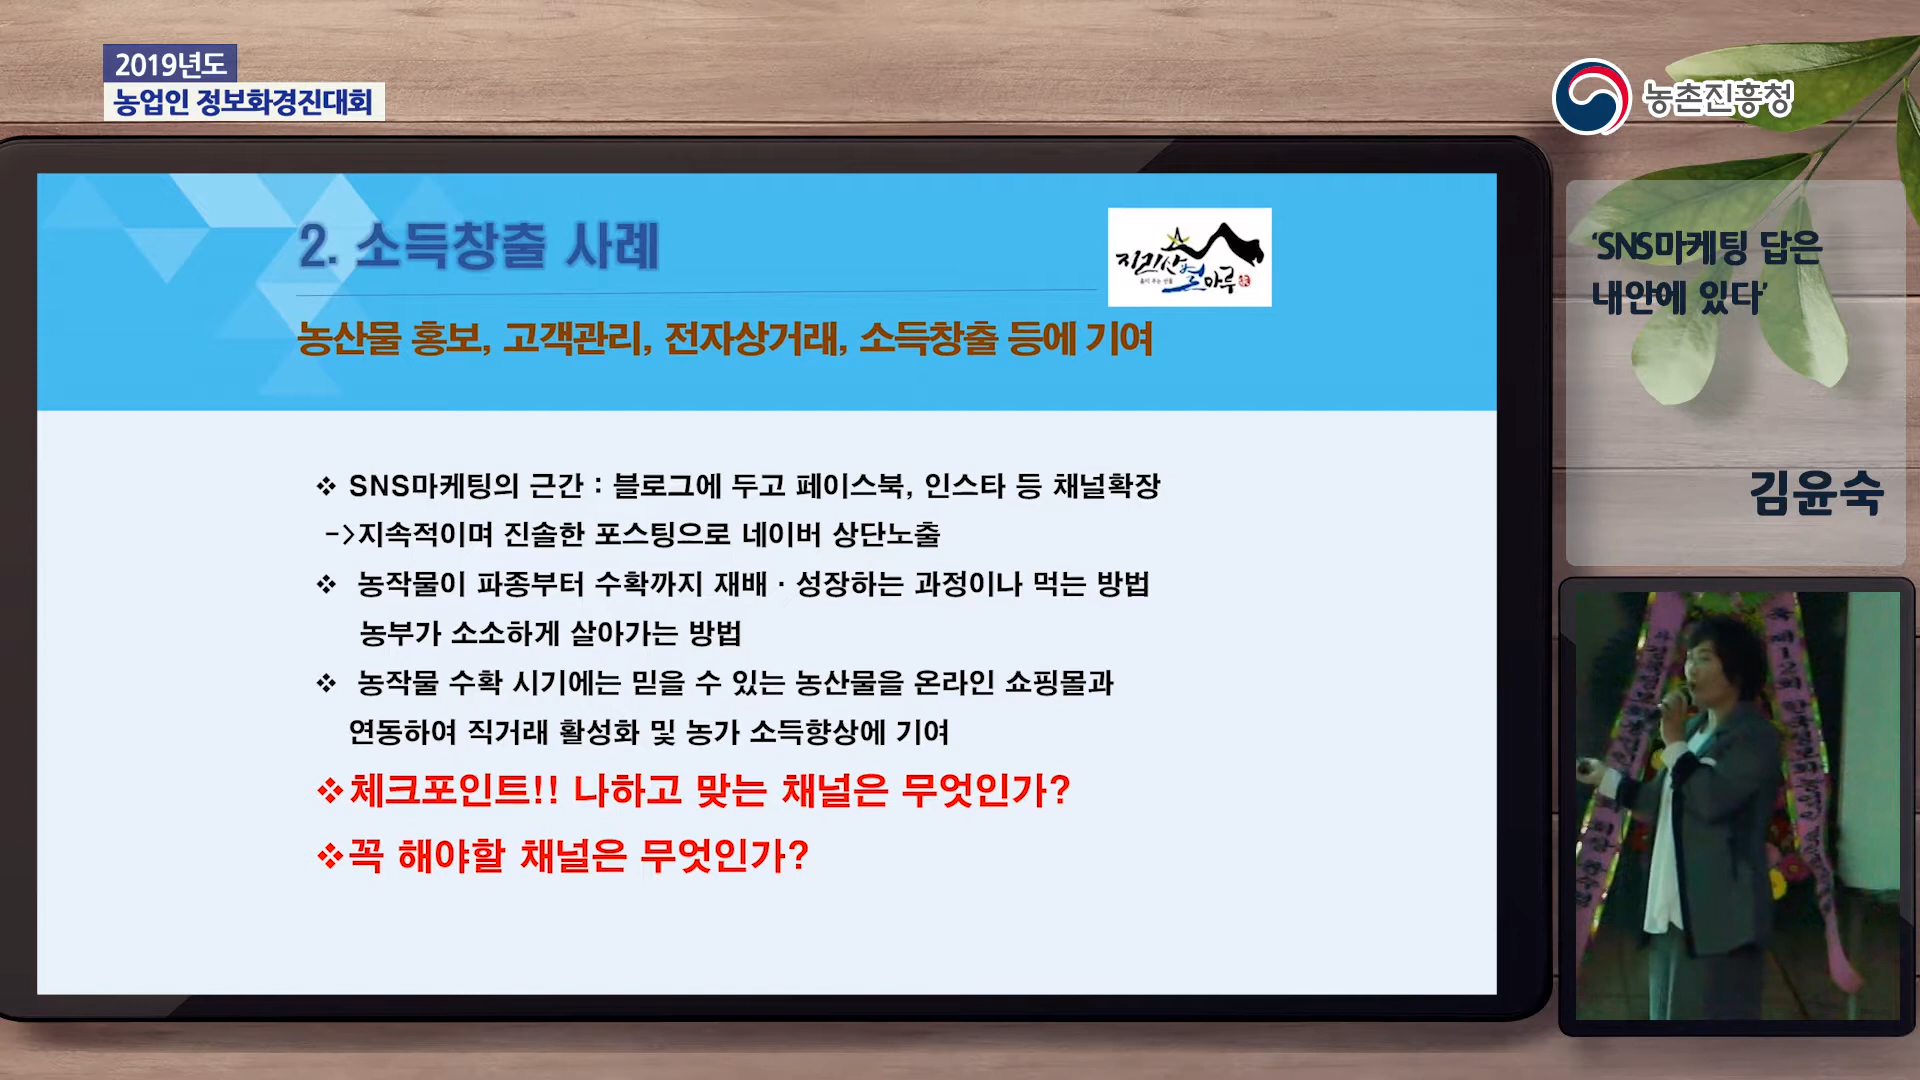 2019년도
농업인 정보화경진대회
농촌진흥청
2. 소득창출 사례
지리산별마루
농산물 홍보, 고객관리, 전자상거래, 소득창출 등에 기여
❖ SNS마케팅의 근간 : 블로그에 두고 페이스북, 인스타 등 채널확장
->지속적이며 진솔한 포스팅으로 네이버 상단노출
❖ 농작물이 파종부터 수확까지 재배 · 성장하는 과정이나 먹는 방법
농부가 소소하게 살아가는 방법
❖ 농작물 수확 시기에는 믿을 수 있는 농산물을 온라인 쇼핑몰과
연동하여 직거래 활성화 및 농가 소득향상에 기여
❖체크포인트!! 나하고 맞는 채널은 무엇인가?
❖꼭 해야할 채널은 무엇인가?
‘SNS마케팅 답은
내안에 있다’
김윤숙